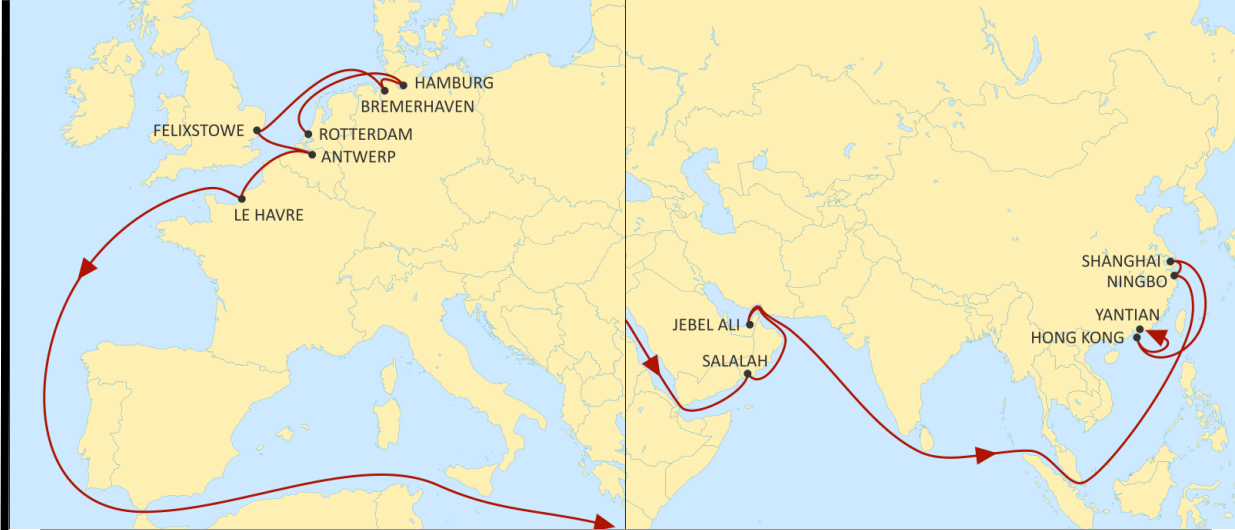 HAMBURG
BREMERHAVEN
FELIXSTOWE
ROTTERDAM
ANTWERP
LE HAVRE
SHANGHAI
NINGBO
YANTIAN
JEBEL ALI
HONG KONG
SALALAH